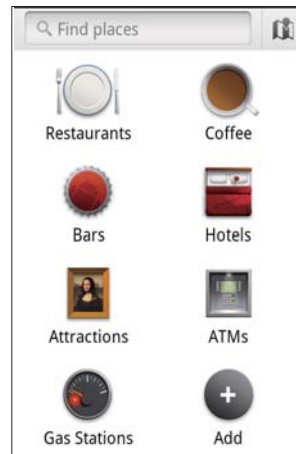 Find places
Restaurants Coffee
Bars Hotels
Attractions ATMs
Gas Stations Add